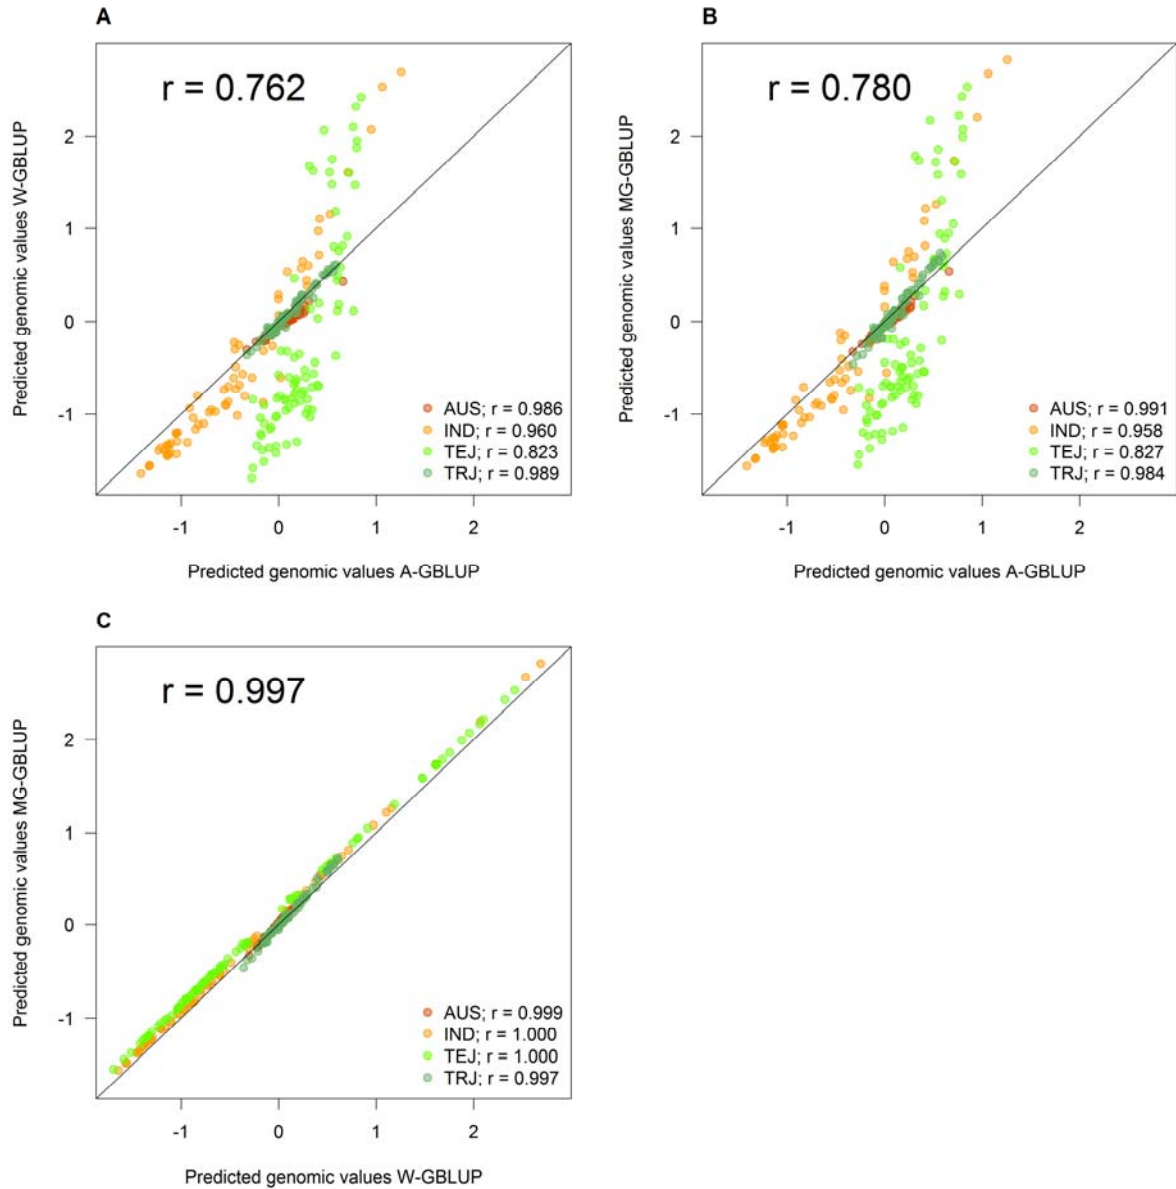 A
r = 0.762
Predicted genomic values W-GBLUP
2
1
0
-1
AUS; r = 0.986
IND; r = 0.960
TEJ; r = 0.823
TRJ; r = 0.989
-1 0 1 2
Predicted genomic values A-GBLUP
B
r = 0.780
Predicted genomic values MG-GBLUP
2
1
0
-1
AUS; r = 0.991
IND; r = 0.958
TEJ; r = 0.827
TRJ; r = 0.984
-1 0 1 2
Predicted genomic values A-GBLUP
C
r = 0.997
Predicted genomic values MG-GBLUP
2
1
0
-1
AUS; r = 0.999
IND; r = 1.000
TEJ; r = 1.000
TRJ; r = 0.997
-1 0 1 2
Predicted genomic values W-GBLUP